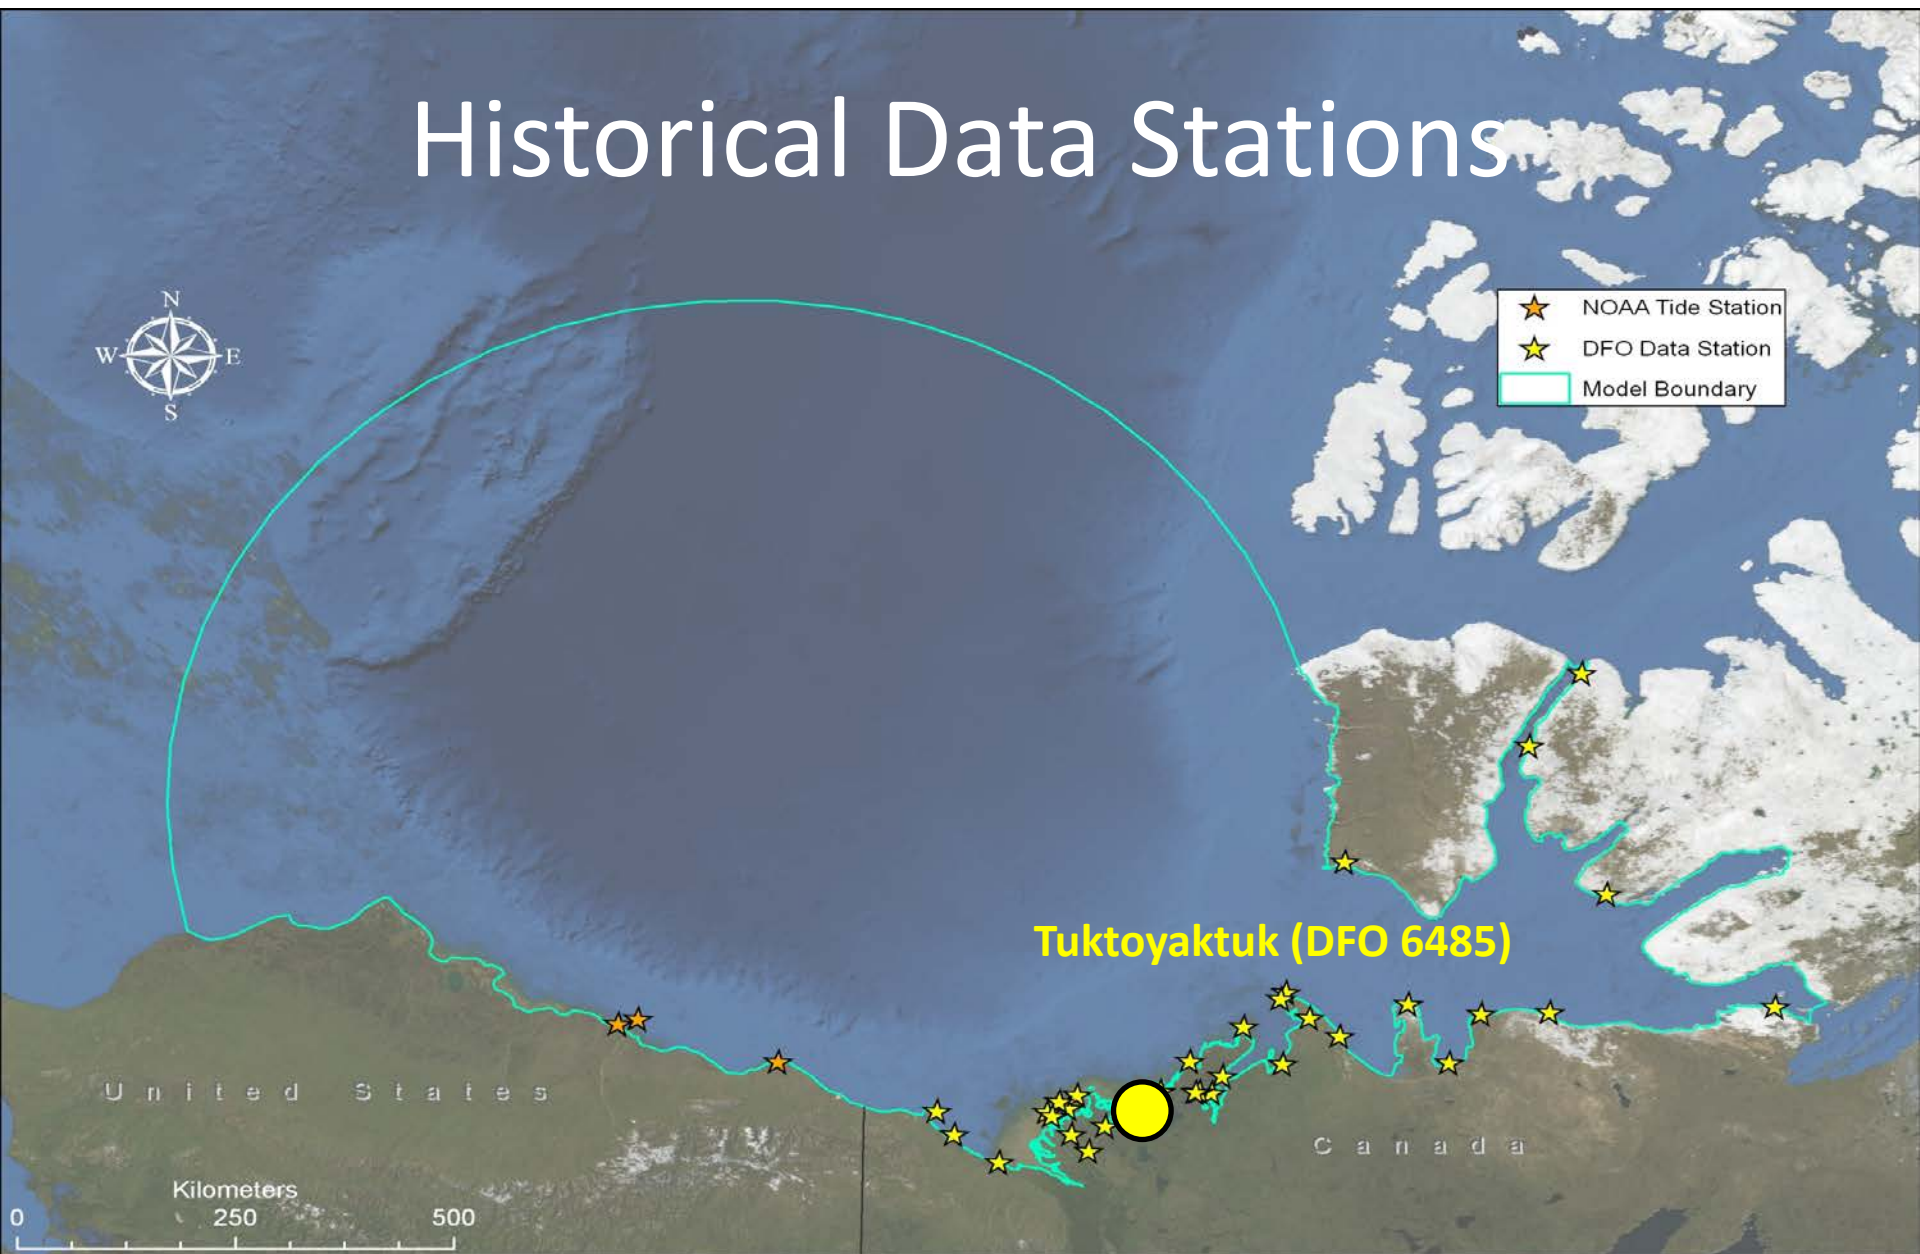 Historical Data Stations
N
W E
S
NOAA Tide Station
DFO Data Station
Model Boundary
Tuktoyaktuk (DFO 6485)
United States
Canada
Kilometers
0 250 500